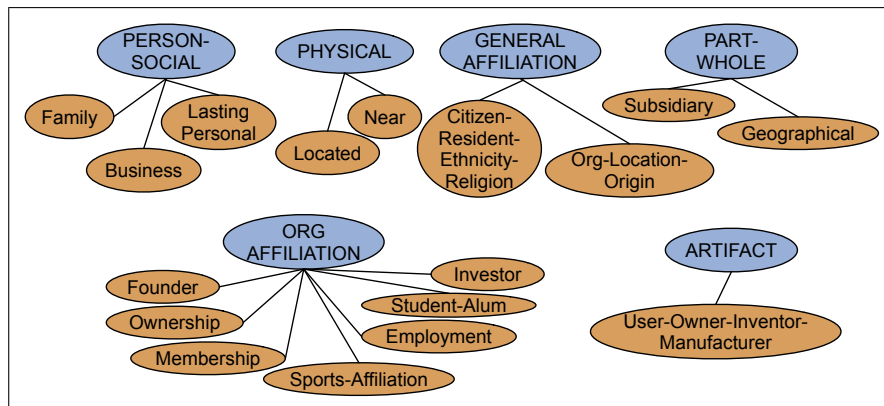 PERSON-
SOCIAL
PHYSICAL
GENERAL
AFFILIATION
PART-
WHOLE
Family
Lasting
Personal
Business
Near
Located
Citizen-
Resident-
Ethnicity-
Religion
Org-Location-
Origin
Subsidiary
Geographical
ORG
AFFILIATION
ARTIFACT
Founder
Ownership
Membership
Sports-Affiliation
Investor
Student-Alum
Employment
User-Owner-Inventor-
Manufacturer